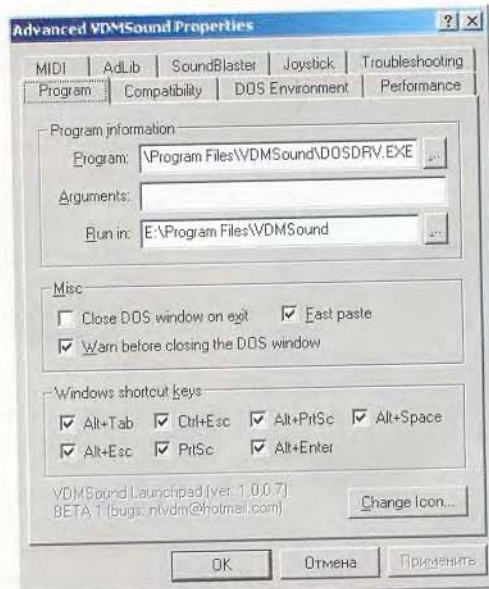 Advanced VDMSound Properties
MIDI AdLib SoundBlaster Joystick Troubleshooting
Program Compatibility DOS Environment Performance
Program information
Program: \Program Files\VDMSound\DOSDRV.EXE ...
Arguments:
Run in: E:\Program Files\VDMSound ...
Misc
Close DOS window on exit Fast paste
Warn before closing the DOS window
Windows shortcut keys
Alt+Tab Ctrl+Esc Alt+PrtSc Alt+Space
Alt+Esc PrtSc Alt+Enter
VDMSound Launchpad (ver. 1.0.0.7)
BETA 1 (bugs: ntvdm@hotmail.com)
Change Icon...
OK Отмена Применить